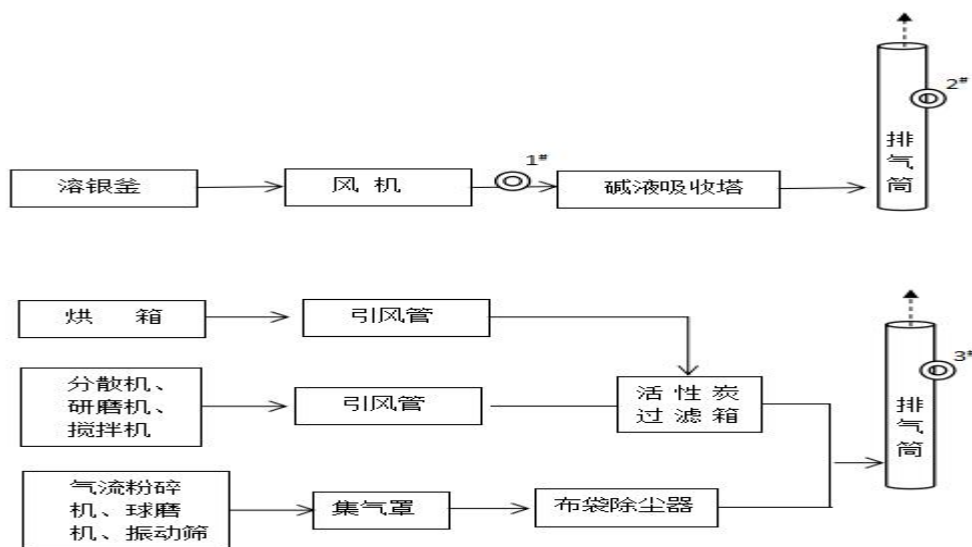 2#
排气筒
1#
溶银釜
风 机
碱液吸收塔
烘 箱
引风管
3#
排气筒
分散机、
研磨机、
搅拌机
引风管
活 性 炭
过 滤 箱
气流粉碎
机、球磨
机、振动筛
集气罩
布袋除尘器